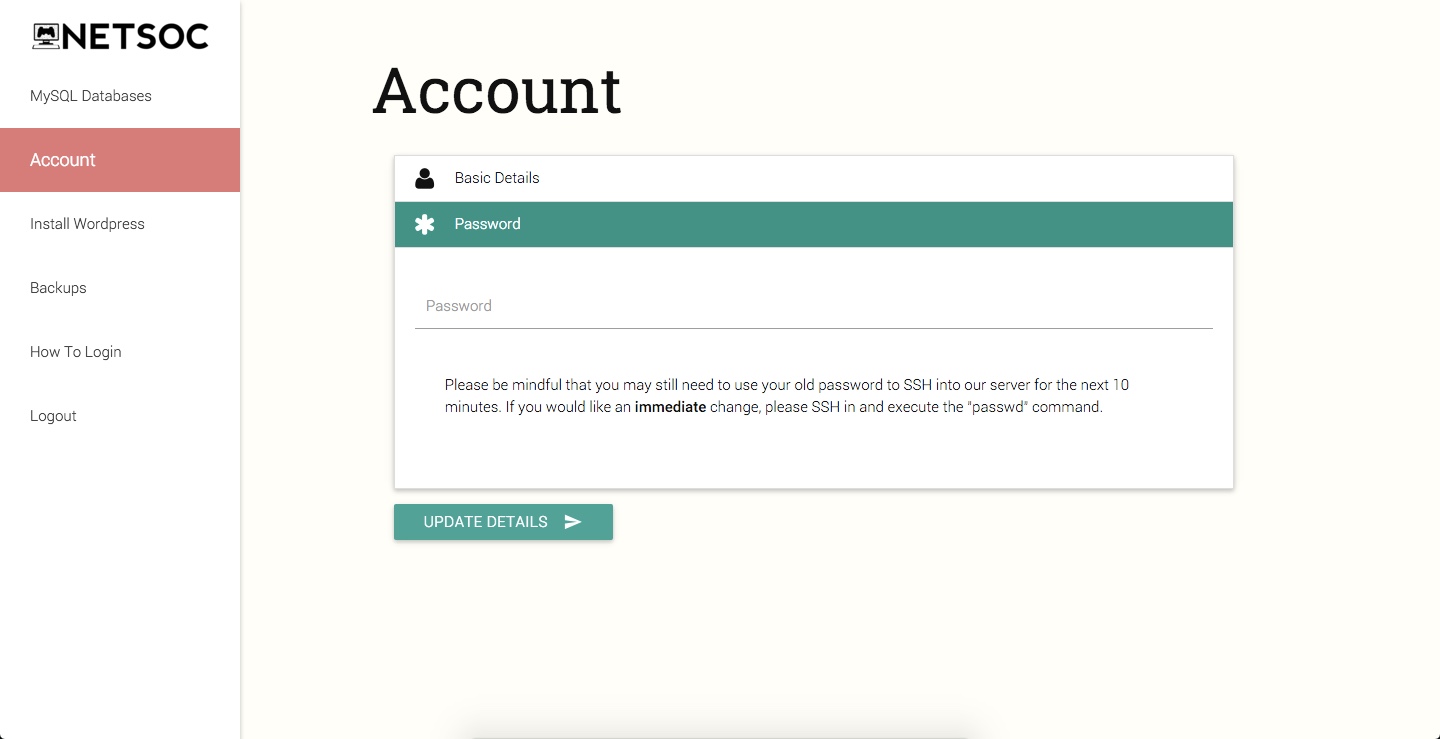 NETSOC
MySQL Databases
Account
Install Wordpress
Backups
How To Login
Logout
Account
Basic Details
Password
Password
Please be mindful that you may still need to use your old password to SSH into our server for the next 10
minutes. If you would like an immediate change, please SSH in and execute the "passwd" command.
UPDATE DETAILS